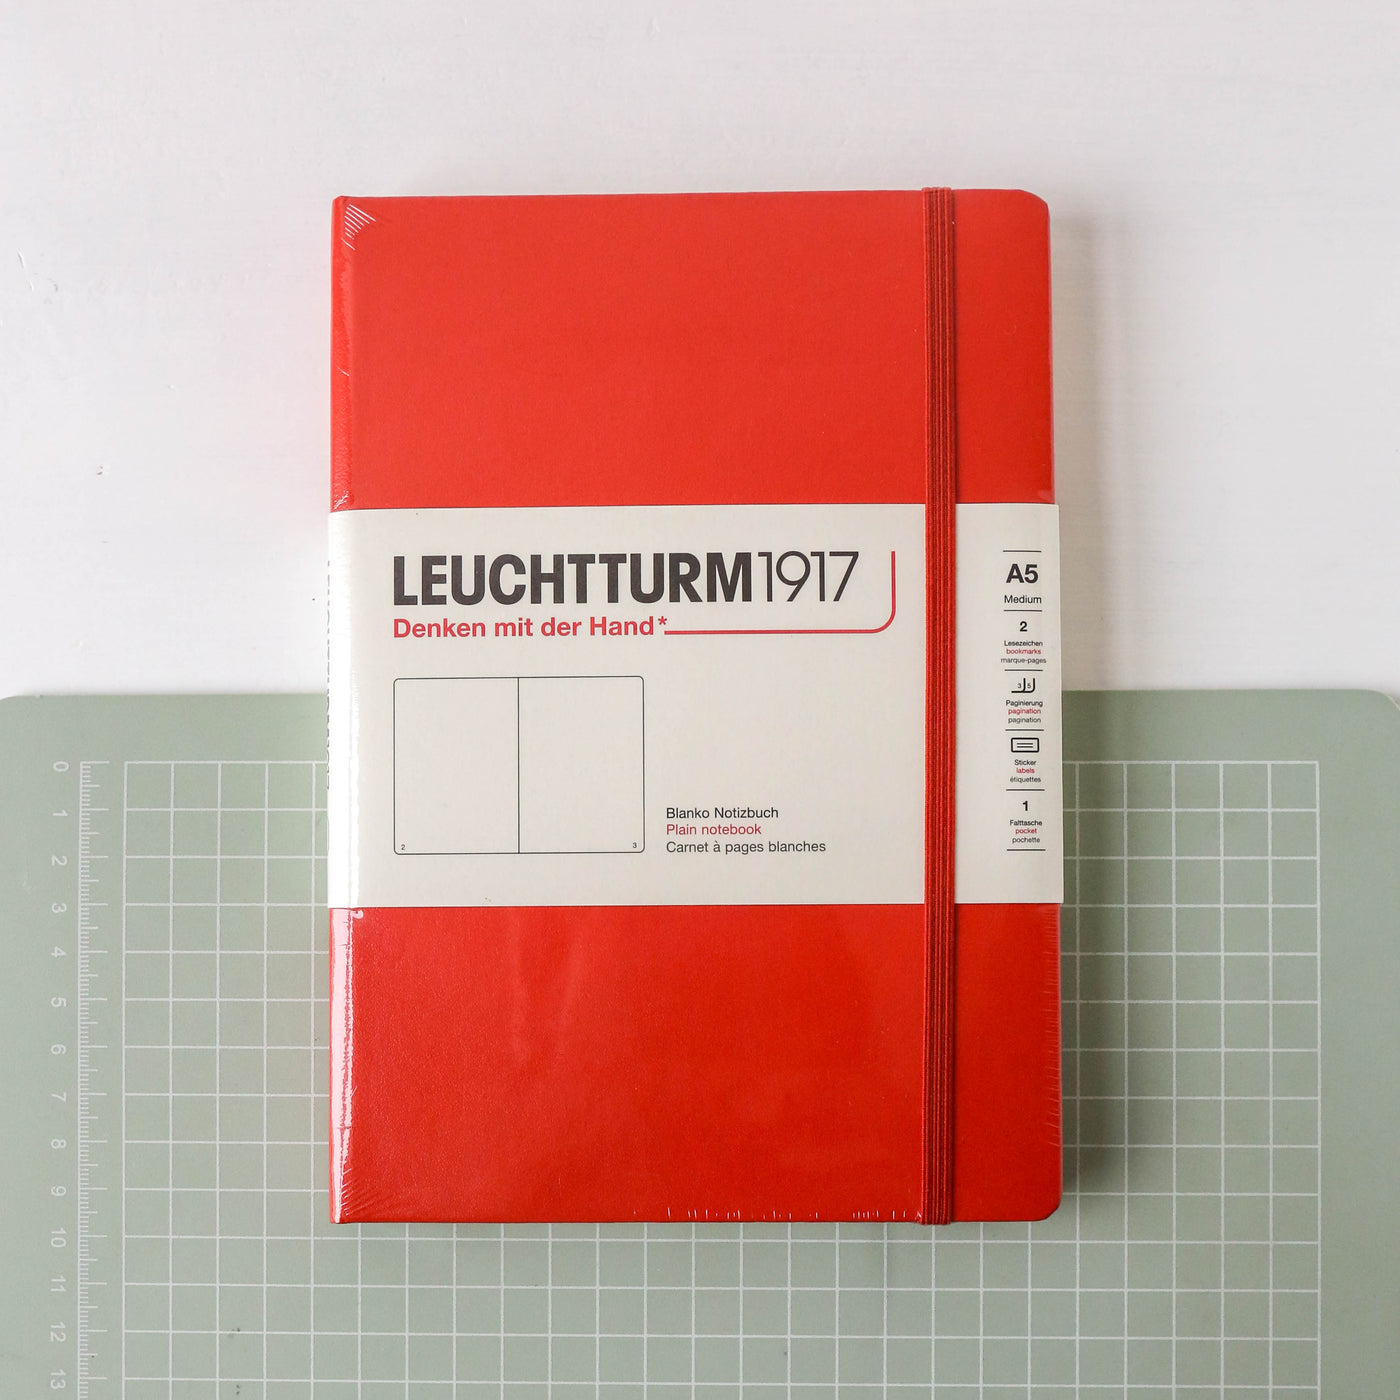 LEUCHTTURM1917
Denken mit der Hand*
2
3
Blanko Notizbuch
Plain notebook
Carnet à pages blanches
A5
Medium
2
Lesezeichen
bookmarks
marque-pages
3 5
Paginierung
pagination
pagination
Sticker
labels
étiquettes
1
Falttasche
pocket
pochette
0
1
2
3
4
5
6
7
8
9
10
11
12
13